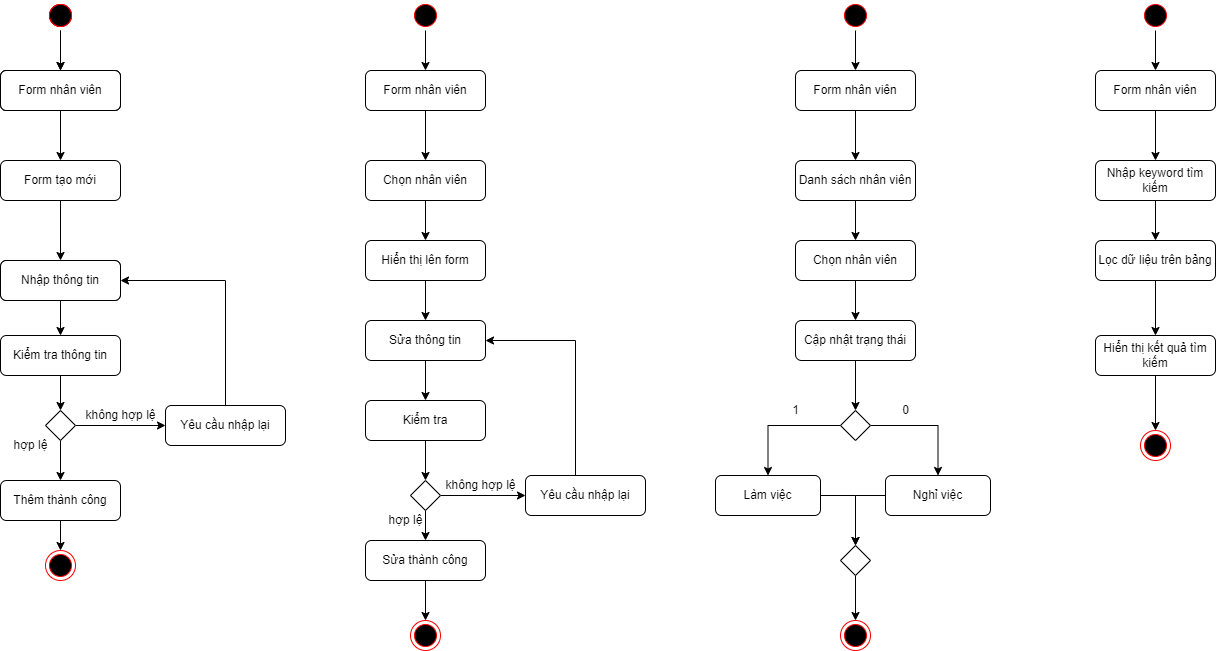 Form nhân viên
Form tạo mới
Nhập thông tin
Kiểm tra thông tin
không hợp lệ
Yêu cầu nhập lại
hợp lệ
Thêm thành công
Form nhân viên
Chọn nhân viên
Hiển thị lên form
Sửa thông tin
Kiểm tra
không hợp lệ
Yêu cầu nhập lại
hợp lệ
Sửa thành công
Form nhân viên
Danh sách nhân viên
Chọn nhân viên
Cập nhật trạng thái
1
0
Làm việc
Nghỉ việc
Form nhân viên
Nhập keyword tìm
kiếm
Lọc dữ liệu trên bảng
Hiển thị kết quả tìm
kiếm